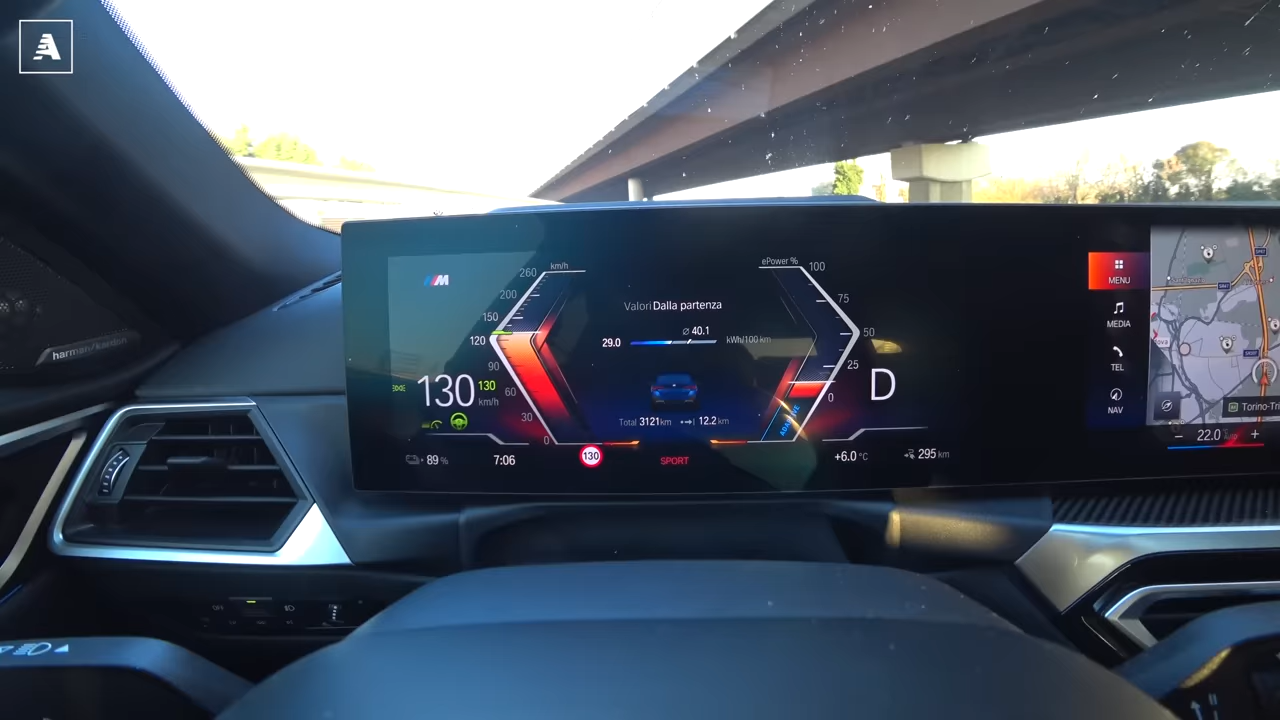 A
harman/kardon
M
km/h
260
200
150
120
90
60
30
0
130
130
km/h
89 %
7:06
130
Valori Dalla partenza
Ø 40.1
29.0
kWh/100 km
Total 3121 km
12.2 km
SPORT
ePower %
100
75
50
25
0
D
+6.0 °C
295 km
MENU
MEDIA
TEL
NAV
22.0
Torino-Tri
OFF